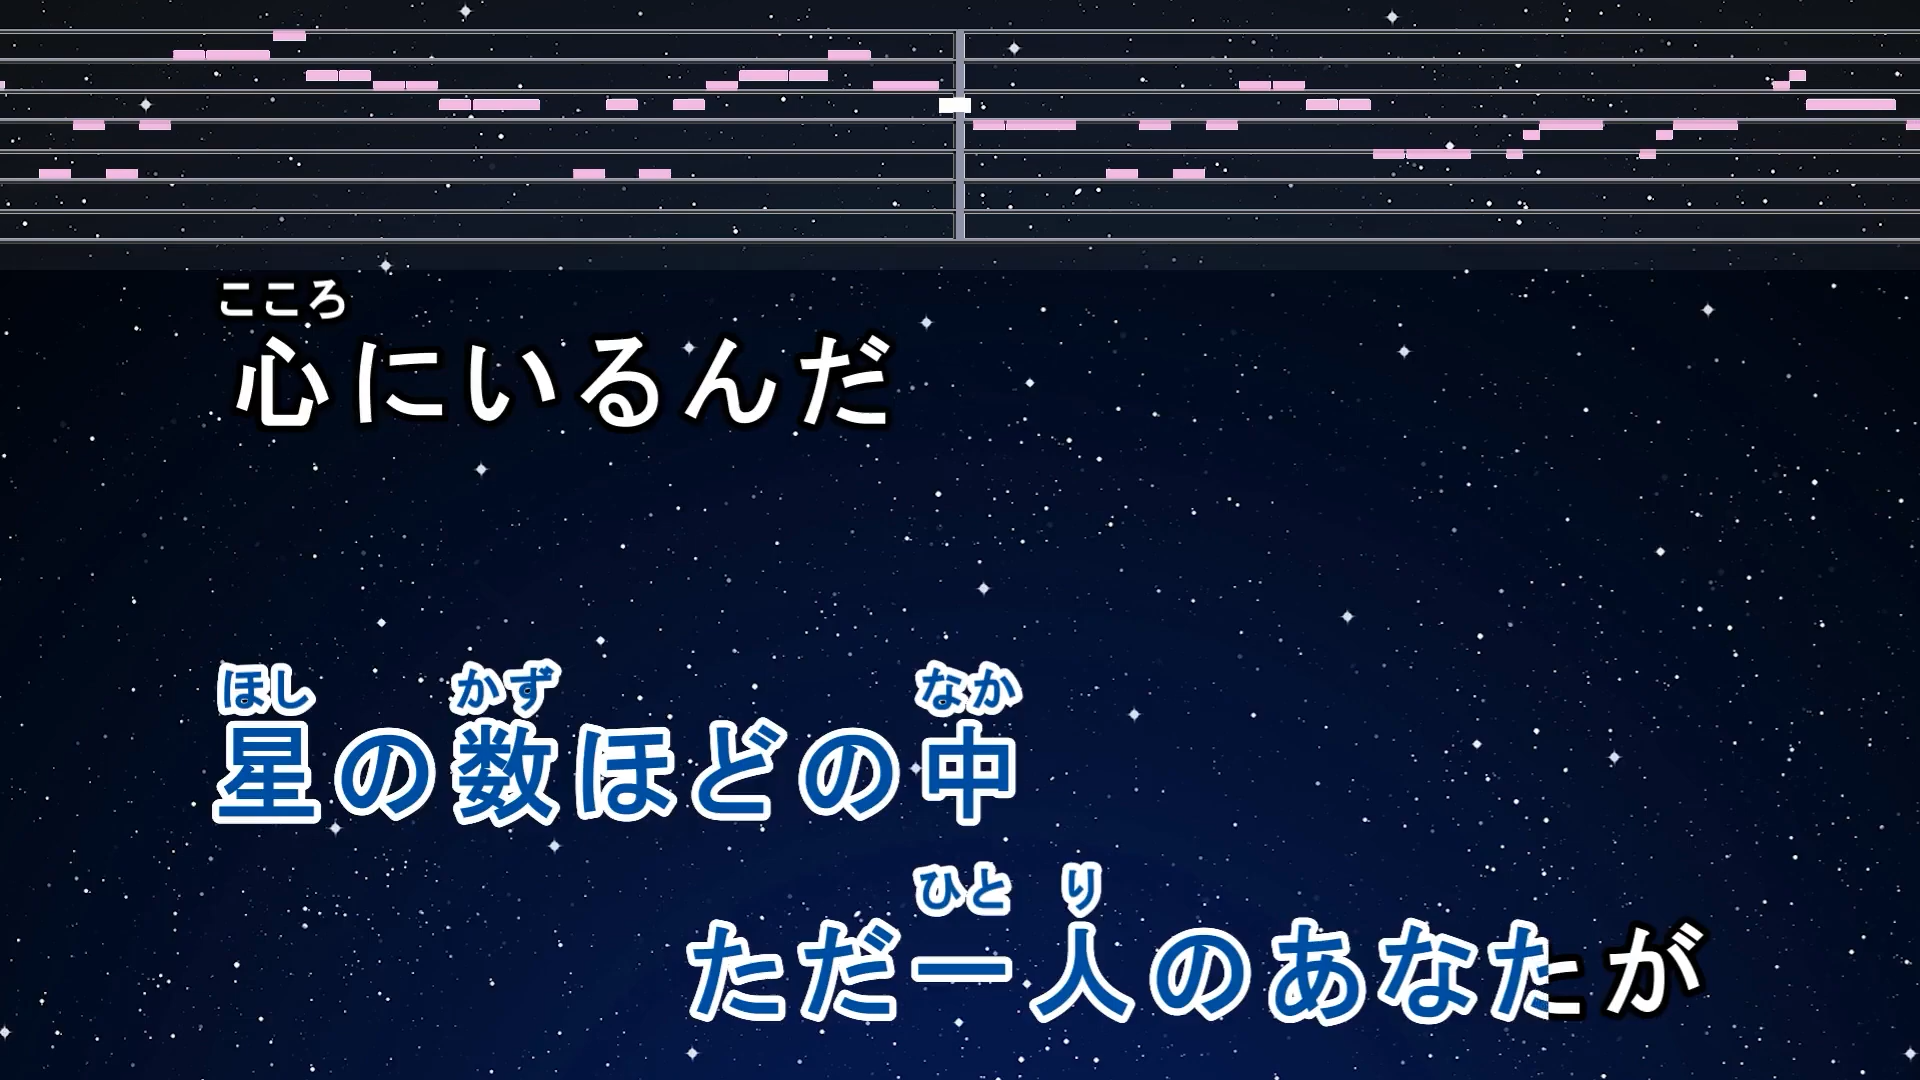 こころ
心にいるんだ
ほし かず なか
星の数ほどの中
ひと り
ただ一人のあなたが